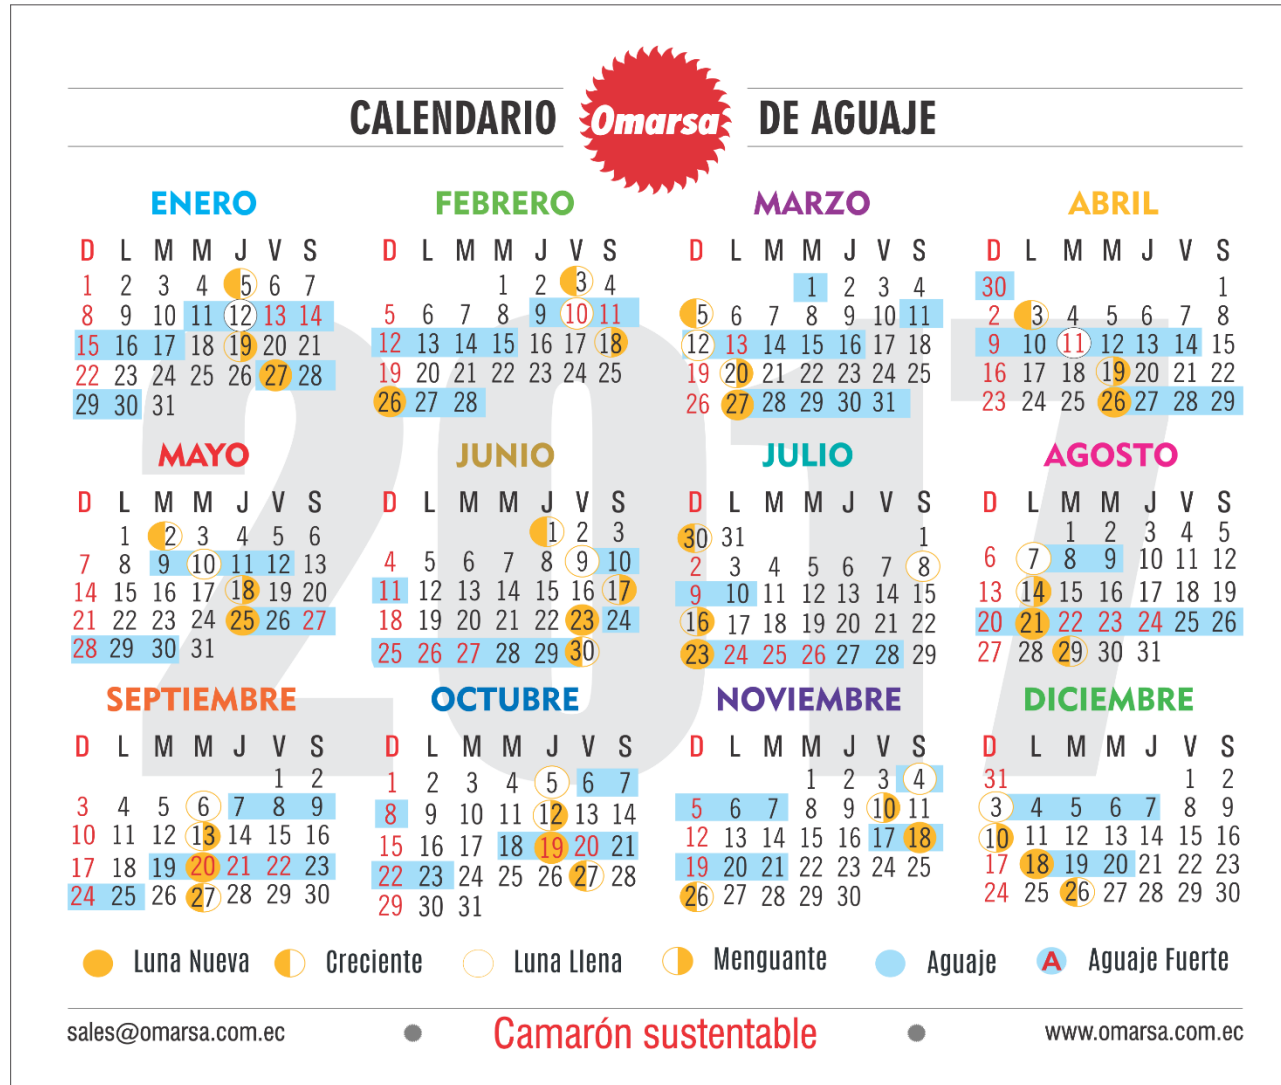 CALENDARIO Omarsa DE AGUAJE
2017
ENERO
D L M M J V S
1 2 3 4 5 6 7
8 9 10 11 12 13 14
15 16 17 18 19 20 21
22 23 24 25 26 27 28
29 30 31
FEBRERO
D L M M J V S
1 2 3 4
5 6 7 8 9 10 11
12 13 14 15 16 17 18
19 20 21 22 23 24 25
26 27 28
MARZO
D L M M J V S
1 2 3 4
5 6 7 8 9 10 11
12 13 14 15 16 17 18
19 20 21 22 23 24 25
26 27 28 29 30 31
ABRIL
D L M M J V S
30 1
2 3 4 5 6 7 8
9 10 11 12 13 14 15
16 17 18 19 20 21 22
23 24 25 26 27 28 29
MAYO
D L M M J V S
1 2 3 4 5 6
7 8 9 10 11 12 13
14 15 16 17 18 19 20
21 22 23 24 25 26 27
28 29 30 31
JUNIO
D L M M J V S
1 2 3
4 5 6 7 8 9 10
11 12 13 14 15 16 17
18 19 20 21 22 23 24
25 26 27 28 29 30
JULIO
D L M M J V S
30 31 1
2 3 4 5 6 7 8
9 10 11 12 13 14 15
16 17 18 19 20 21 22
23 24 25 26 27 28 29
AGOSTO
D L M M J V S
1 2 3 4 5
6 7 8 9 10 11 12
13 14 15 16 17 18 19
20 21 22 23 24 25 26
27 28 29 30 31
SEPTIEMBRE
D L M M J V S
1 2
3 4 5 6 7 8 9
10 11 12 13 14 15 16
17 18 19 20 21 22 23
24 25 26 27 28 29 30
OCTUBRE
D L M M J V S
1 2 3 4 5 6 7
8 9 10 11 12 13 14
15 16 17 18 19 20 21
22 23 24 25 26 27 28
29 30 31
NOVIEMBRE
D L M M J V S
1 2 3 4
5 6 7 8 9 10 11
12 13 14 15 16 17 18
19 20 21 22 23 24 25
26 27 28 29 30
DICIEMBRE
D L M M J V S
31 1 2
3 4 5 6 7 8 9
10 11 12 13 14 15 16
17 18 19 20 21 22 23
24 25 26 27 28 29 30
Luna Nueva Creciente Luna Llena Menguante Aguaje A Aguaje Fuerte
sales@omarsa.com.ec Camarón sustentable www.omarsa.com.ec